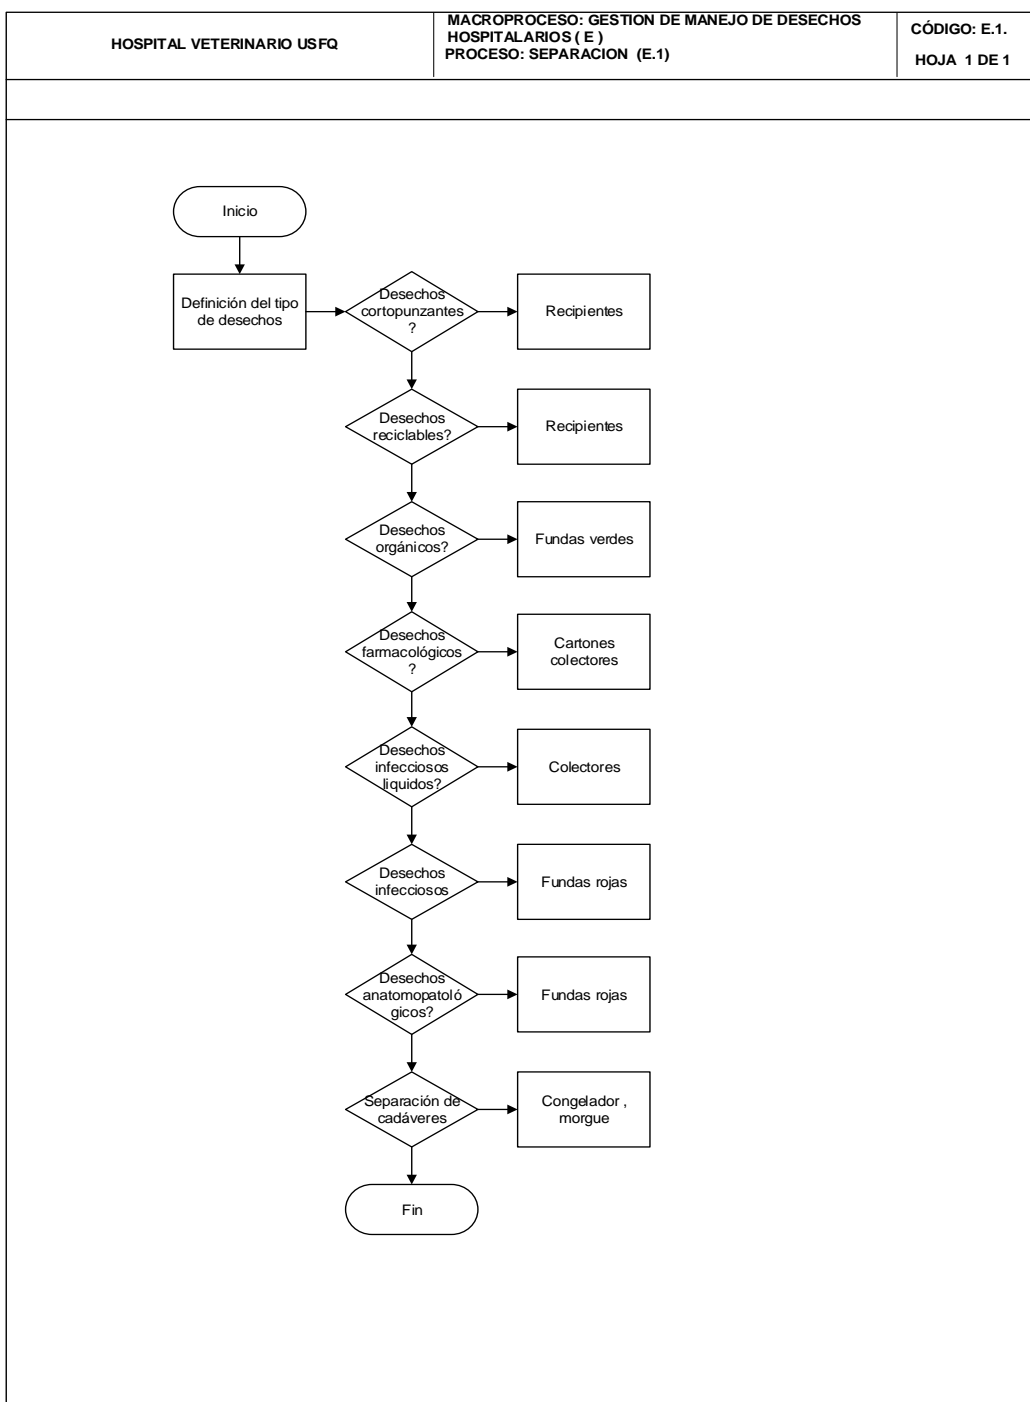 HOSPITAL VETERINARIO USFQ
MACROPROCESO: GESTION DE MANEJO DE DESECHOS
HOSPITALARIOS ( E )
PROCESO: SEPARACION (E.1)
CÓDIGO: E.1.
HOJA 1 DE 1
Inicio
Definición del tipo
de desechos
Desechos
cortopunzantes
?
Recipientes
Desechos
reciclables?
Recipientes
Desechos
orgánicos?
Fundas verdes
Desechos
farmacológicos
?
Cartones
colectores
Desechos
infecciosos
liquidos?
Colectores
Desechos
infecciosos
Fundas rojas
Desechos
anatomopatoló
gicos?
Fundas rojas
Separación de
cadáveres
Congelador ,
morgue
Fin